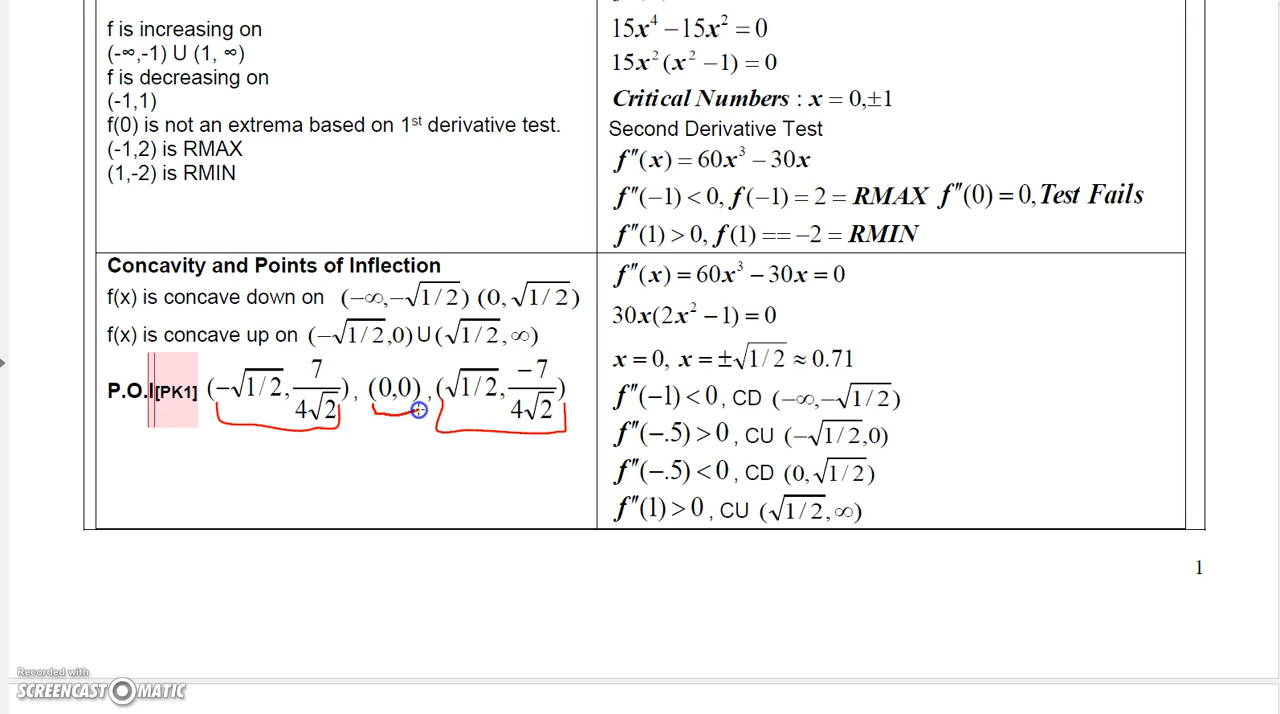 f is increasing on
(-∞,-1) U (1, ∞)
f is decreasing on
(-1,1)
f(0) is not an extrema based on 1st derivative test.
(-1,2) is RMAX
(1,-2) is RMIN
15x⁴ − 15x² = 0
15x²(x² − 1) = 0
Critical Numbers : x = 0, ±1
Second Derivative Test
f″(x) = 60x³ − 30x
f″(−1) < 0, f(−1) = 2 = RMAX f″(0) = 0, Test Fails
f″(1) > 0, f(1) == −2 = RMIN
Concavity and Points of Inflection
f(x) is concave down on (−∞,−√1/2) (0,√1/2)
f(x) is concave up on (−√1/2,0) U (√1/2,∞)
P.O.I[PK1] (−√1/2, 7/4√2), (0,0), (√1/2, −7/4√2)
f″(x) = 60x³ − 30x = 0
30x(2x² − 1) = 0
x = 0, x = ±√1/2 ≈ 0.71
f″(−1) < 0, CD (−∞,−√1/2)
f″(−.5) > 0, CU (−√1/2,0)
f″(−.5) < 0, CD (0,√1/2)
f″(1) > 0, CU (√1/2,∞)
1
Recorded with
SCREENCAST-O-MATIC